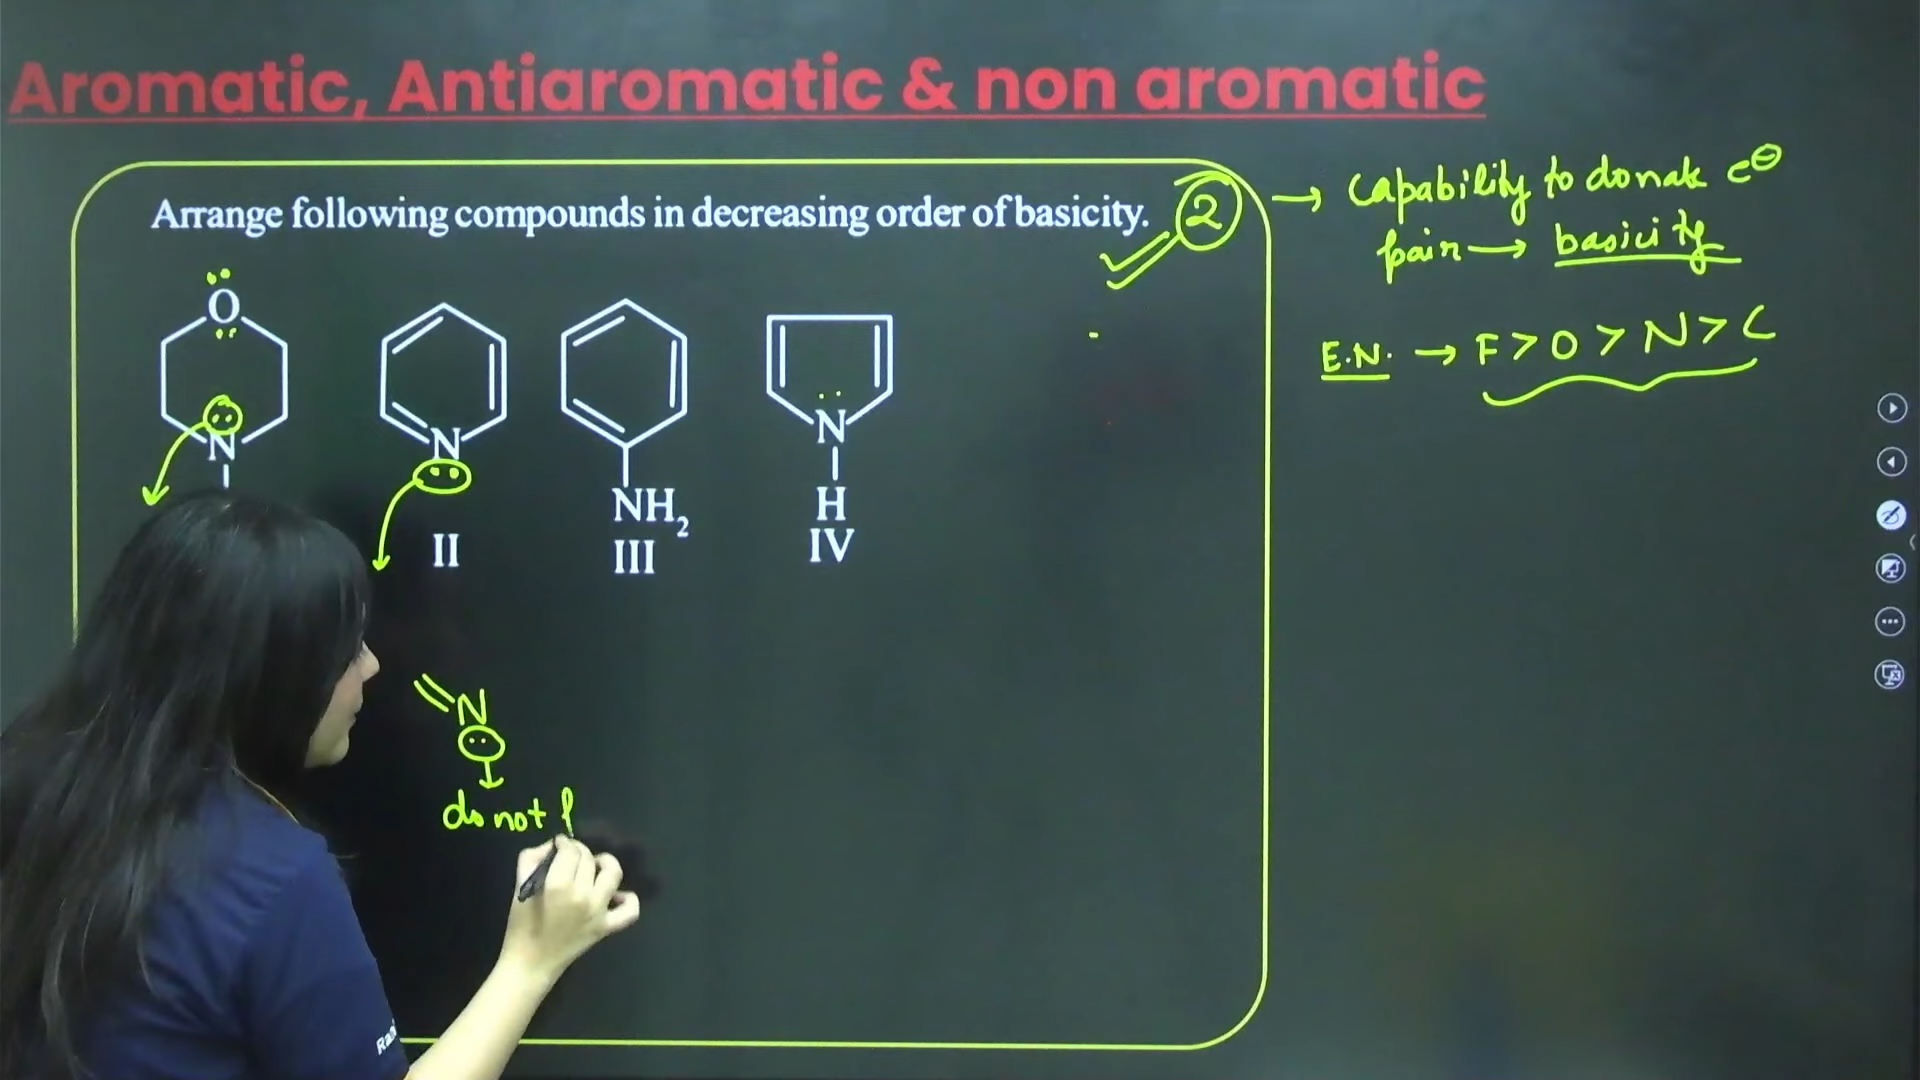 Aromatic, Antiaromatic & non aromatic
Arrange following compounds in decreasing order of basicity. 2
→ capability to donate e⊖
pair → basicity
E.N. → F > O > N > C
O
N
N
II
NH₂
III
N
H
IV
N
do not